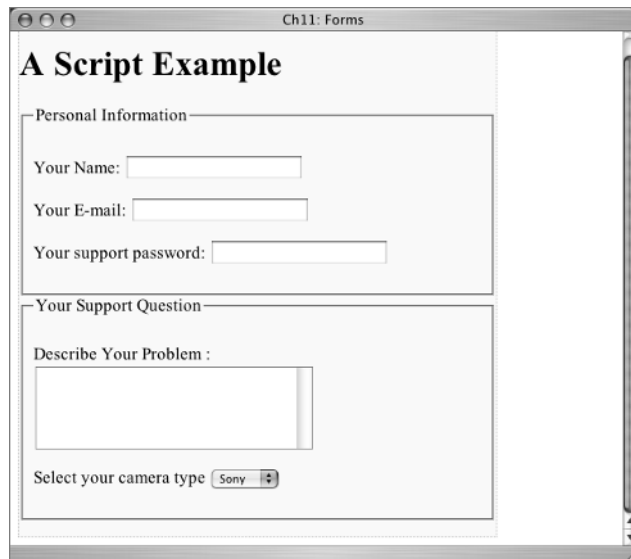 Ch11: Forms
A Script Example
Personal Information
Your Name:
Your E-mail:
Your support password:
Your Support Question
Describe Your Problem :
Select your camera type Sony